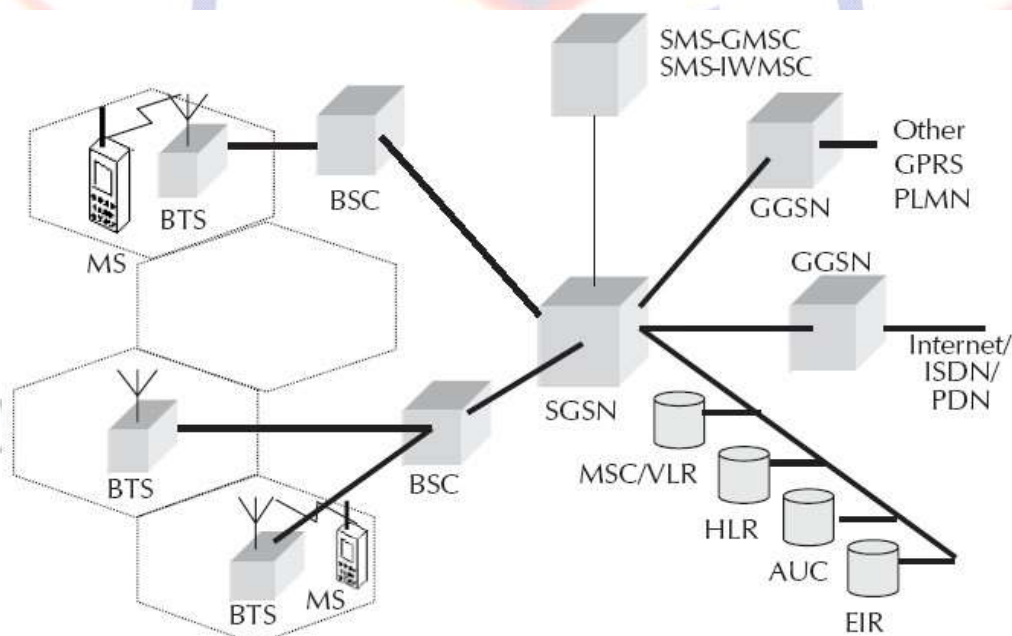 SMS-GMSC
SMS-IWMSC
Other
GPRS
PLMN
GGSN
BSC
BTS
MS
GGSN
Internet/
ISDN/
PDN
SGSN
BTS
BSC
MSC/VLR
HLR
AUC
EIR
BTS
MS